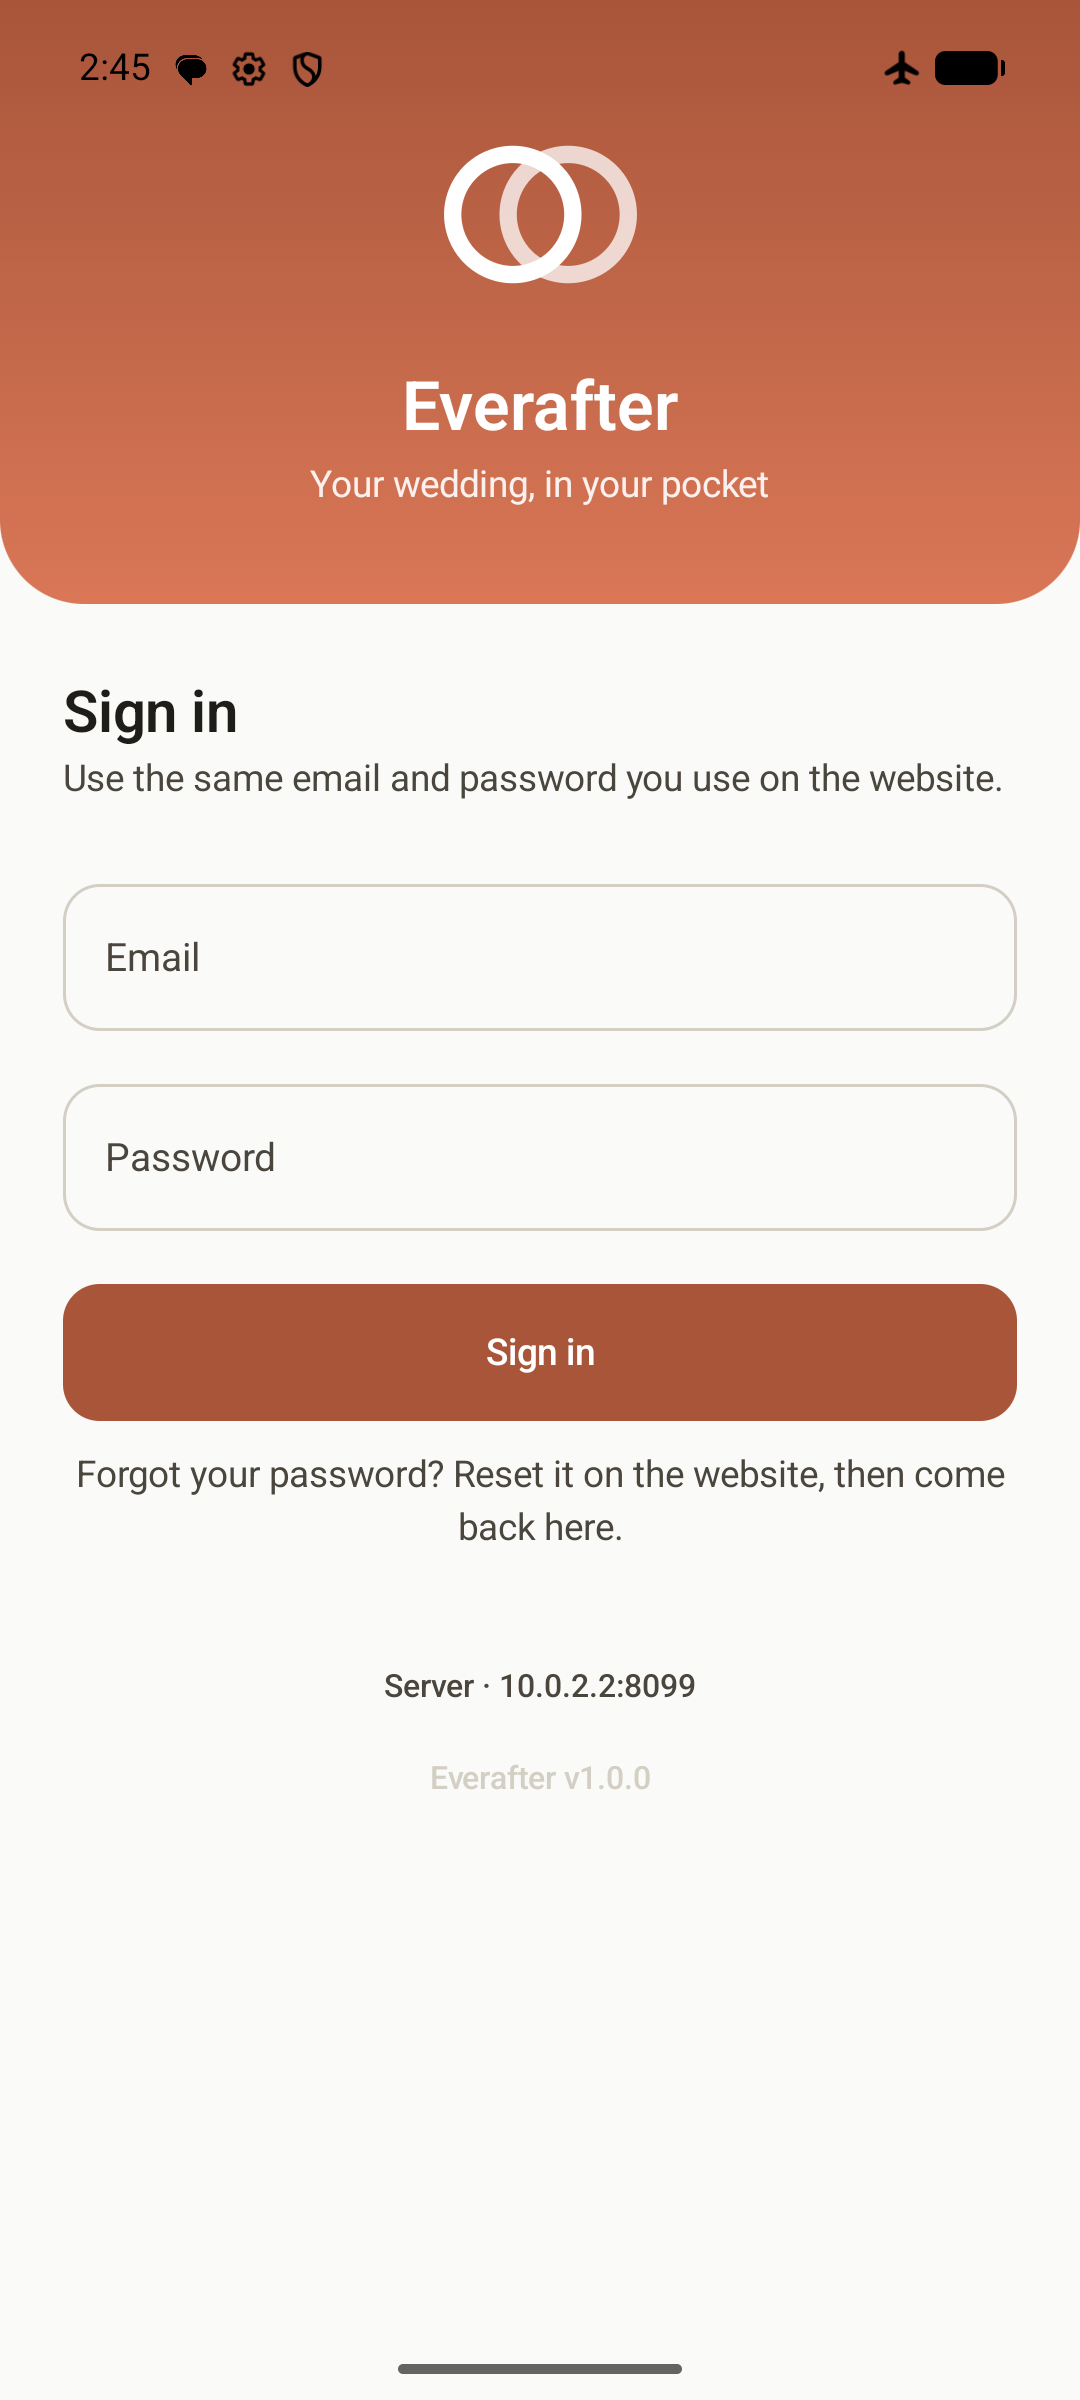 2:45
Everafter
Your wedding, in your pocket
Sign in
Use the same email and password you use on the website.
Email
Password
Sign in
Forgot your password? Reset it on the website, then come
back here.
Server · 10.0.2.2:8099
Everafter v1.0.0